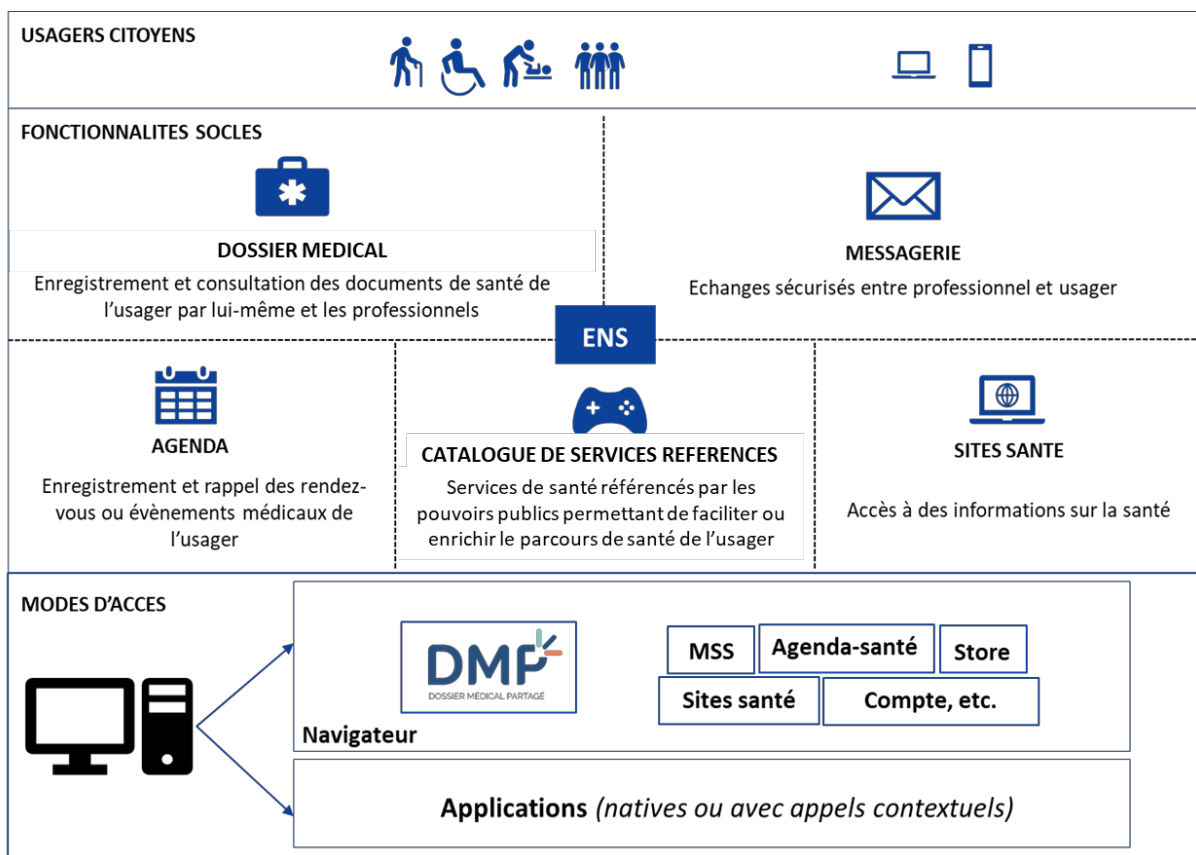 USAGERS CITOYENS
FONCTIONNALITES SOCLES
DOSSIER MEDICAL
Enregistrement et consultation des documents de santé de
l’usager par lui-même et les professionnels
MESSAGERIE
Echanges sécurisés entre professionnel et usager
ENS
AGENDA
Enregistrement et rappel des rendez-
vous ou évènements médicaux de
l’usager
CATALOGUE DE SERVICES REFERENCES
Services de santé référencés par les
pouvoirs publics permettant de faciliter ou
enrichir le parcours de santé de l’usager
SITES SANTE
Accès à des informations sur la santé
MODES D’ACCES
DMP
DOSSIER MÉDICAL PARTAGÉ
MSS
Agenda-santé
Store
Sites santé
Compte, etc.
Navigateur
Applications (natives ou avec appels contextuels)